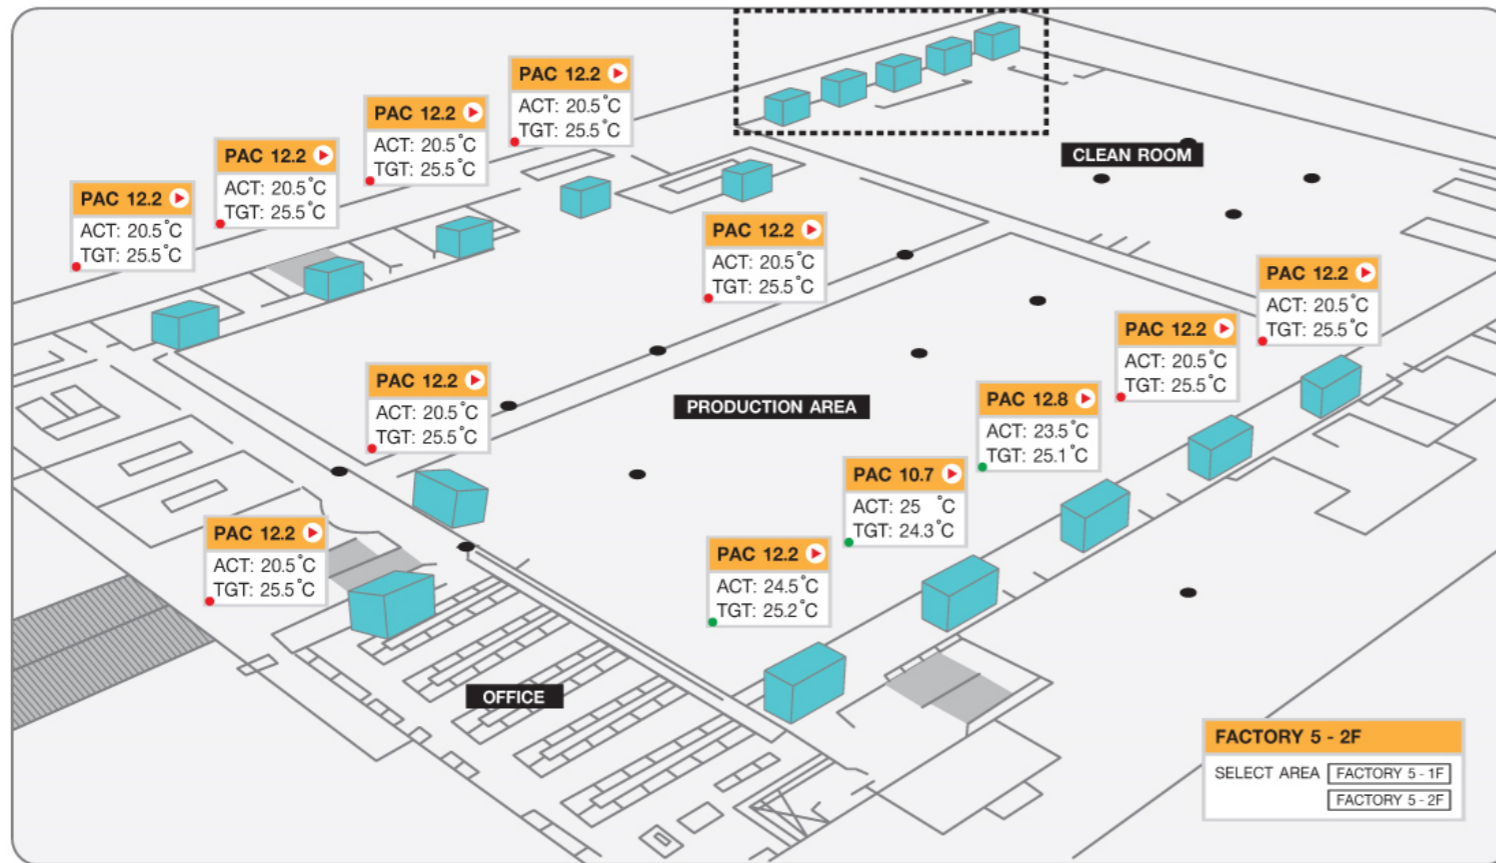 PAC 12.2
ACT: 20.5°C
TGT: 25.5°C
PAC 12.2
ACT: 20.5°C
TGT: 25.5°C
PAC 12.2
ACT: 20.5°C
TGT: 25.5°C
PAC 12.2
ACT: 20.5°C
TGT: 25.5°C
CLEAN ROOM
PAC 12.2
ACT: 20.5°C
TGT: 25.5°C
PAC 12.2
ACT: 20.5°C
TGT: 25.5°C
PAC 12.2
ACT: 20.5°C
TGT: 25.5°C
PAC 12.2
ACT: 20.5°C
TGT: 25.5°C
PRODUCTION AREA
PAC 12.8
ACT: 23.5°C
TGT: 25.1°C
PAC 10.7
ACT: 25 °C
TGT: 24.3°C
PAC 12.2
ACT: 20.5°C
TGT: 25.5°C
PAC 12.2
ACT: 24.5°C
TGT: 25.2°C
OFFICE
FACTORY 5 - 2F
SELECT AREA FACTORY 5 - 1F
FACTORY 5 - 2F